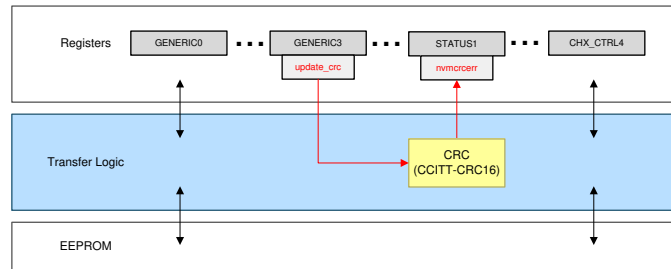 Registers
GENERIC0
GENERIC3
STATUS1
CHX_CTRL4
update_crc
nvmcrcerr
Transfer Logic
CRC
(CCITT-CRC16)
EEPROM